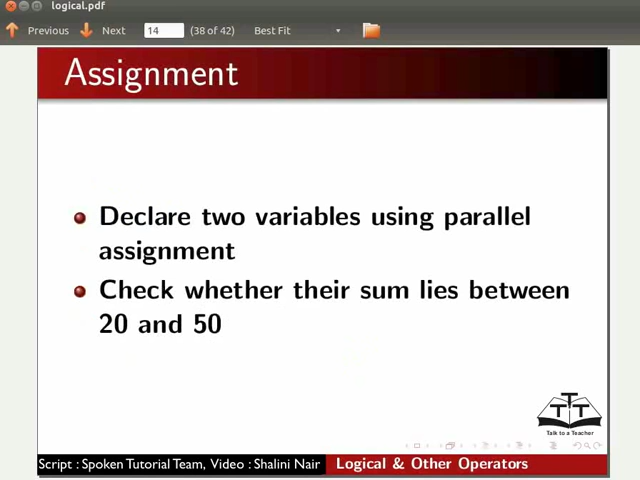 logical.pdf
Previous Next 14 (38 of 42) Best Fit
Assignment
Declare two variables using parallel
assignment
Check whether their sum lies between
20 and 50
T T T
Talk to a Teacher
Script : Spoken Tutorial Team, Video : Shalini Nair Logical & Other Operators